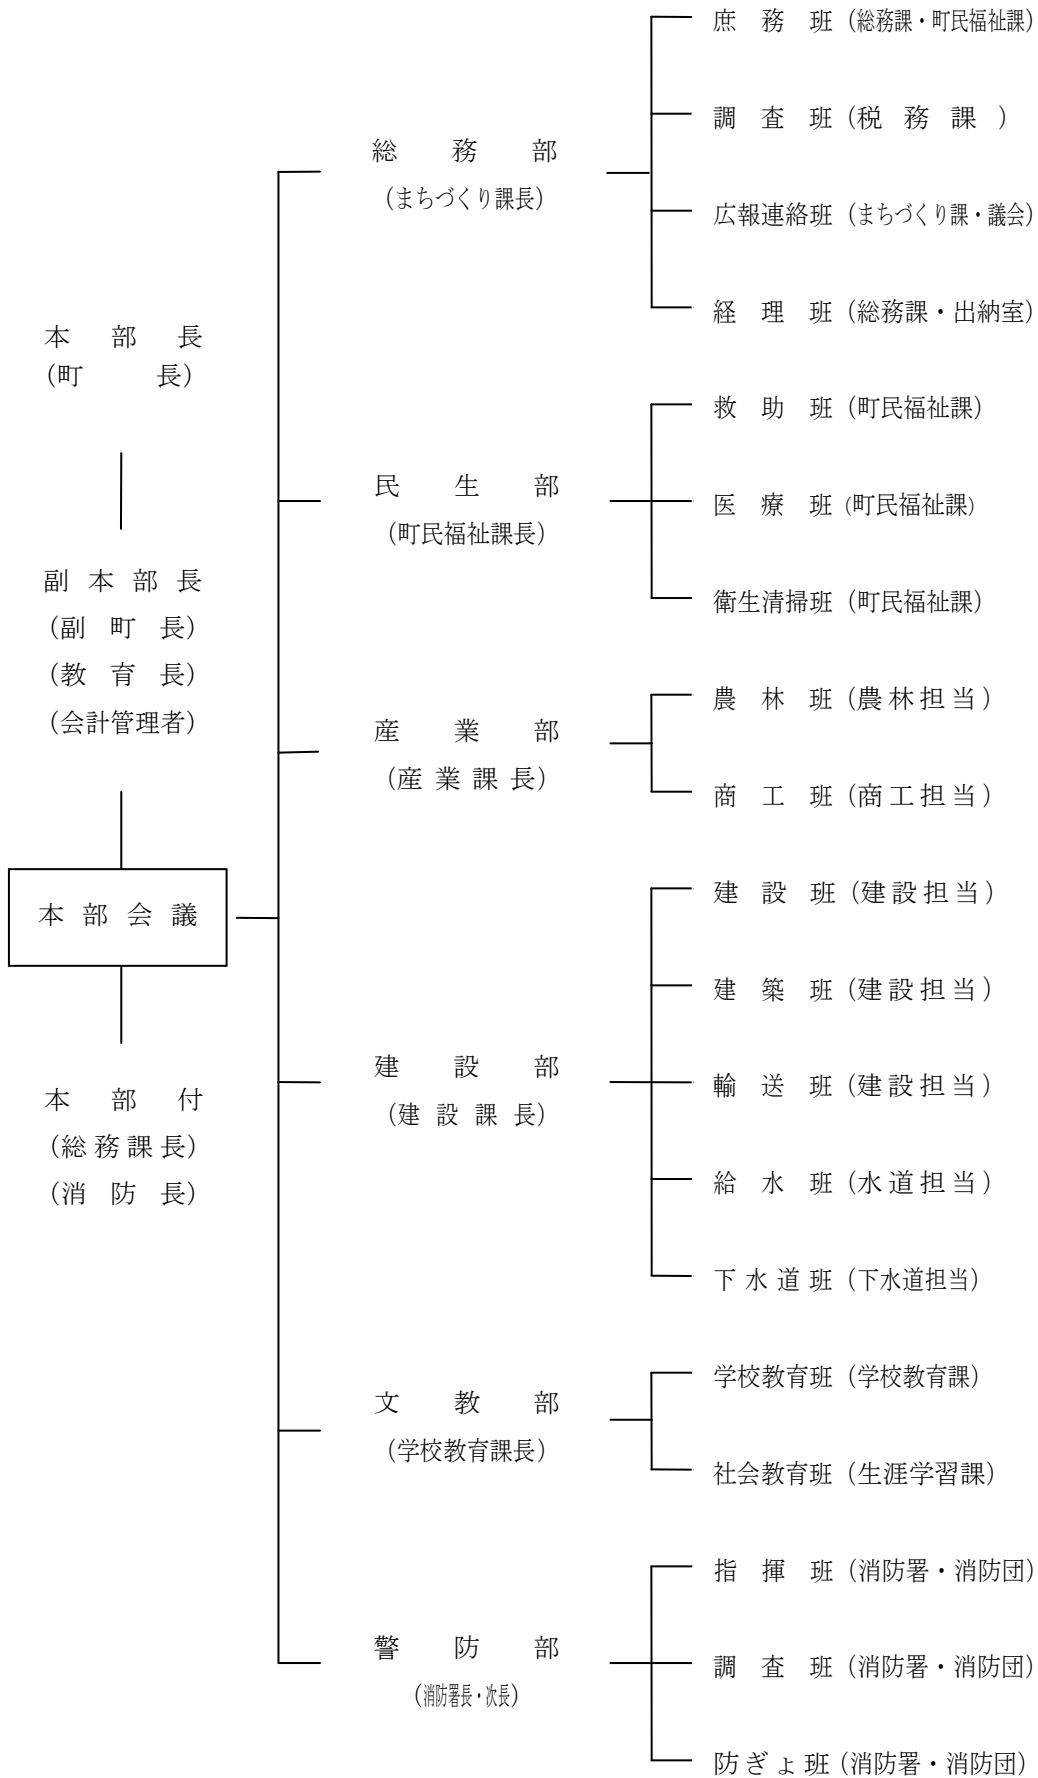 本部長
(町長)
副本部長
(副町長)
(教育長)
(会計管理者)
本部会議
本部付
(総務課長)
(消防長)
総務部
(まちづくり課長)
庶務班 (総務課・町民福祉課)
調査班 (税務課)
広報連絡班 (まちづくり課・議会)
経理班 (総務課・出納室)
民生部
(町民福祉課長)
救助班 (町民福祉課)
医療班 (町民福祉課)
衛生清掃班 (町民福祉課)
産業部
(産業課長)
農林班 (農林担当)
商工班 (商工担当)
建設部
(建設課長)
建設班 (建設担当)
建築班 (建設担当)
輸送班 (建設担当)
給水班 (水道担当)
下水道班 (下水道担当)
文教部
(学校教育課長)
学校教育班 (学校教育課)
社会教育班 (生涯学習課)
警防部
(消防署長・次長)
指揮班 (消防署・消防団)
調査班 (消防署・消防団)
防ぎょ班 (消防署・消防団)